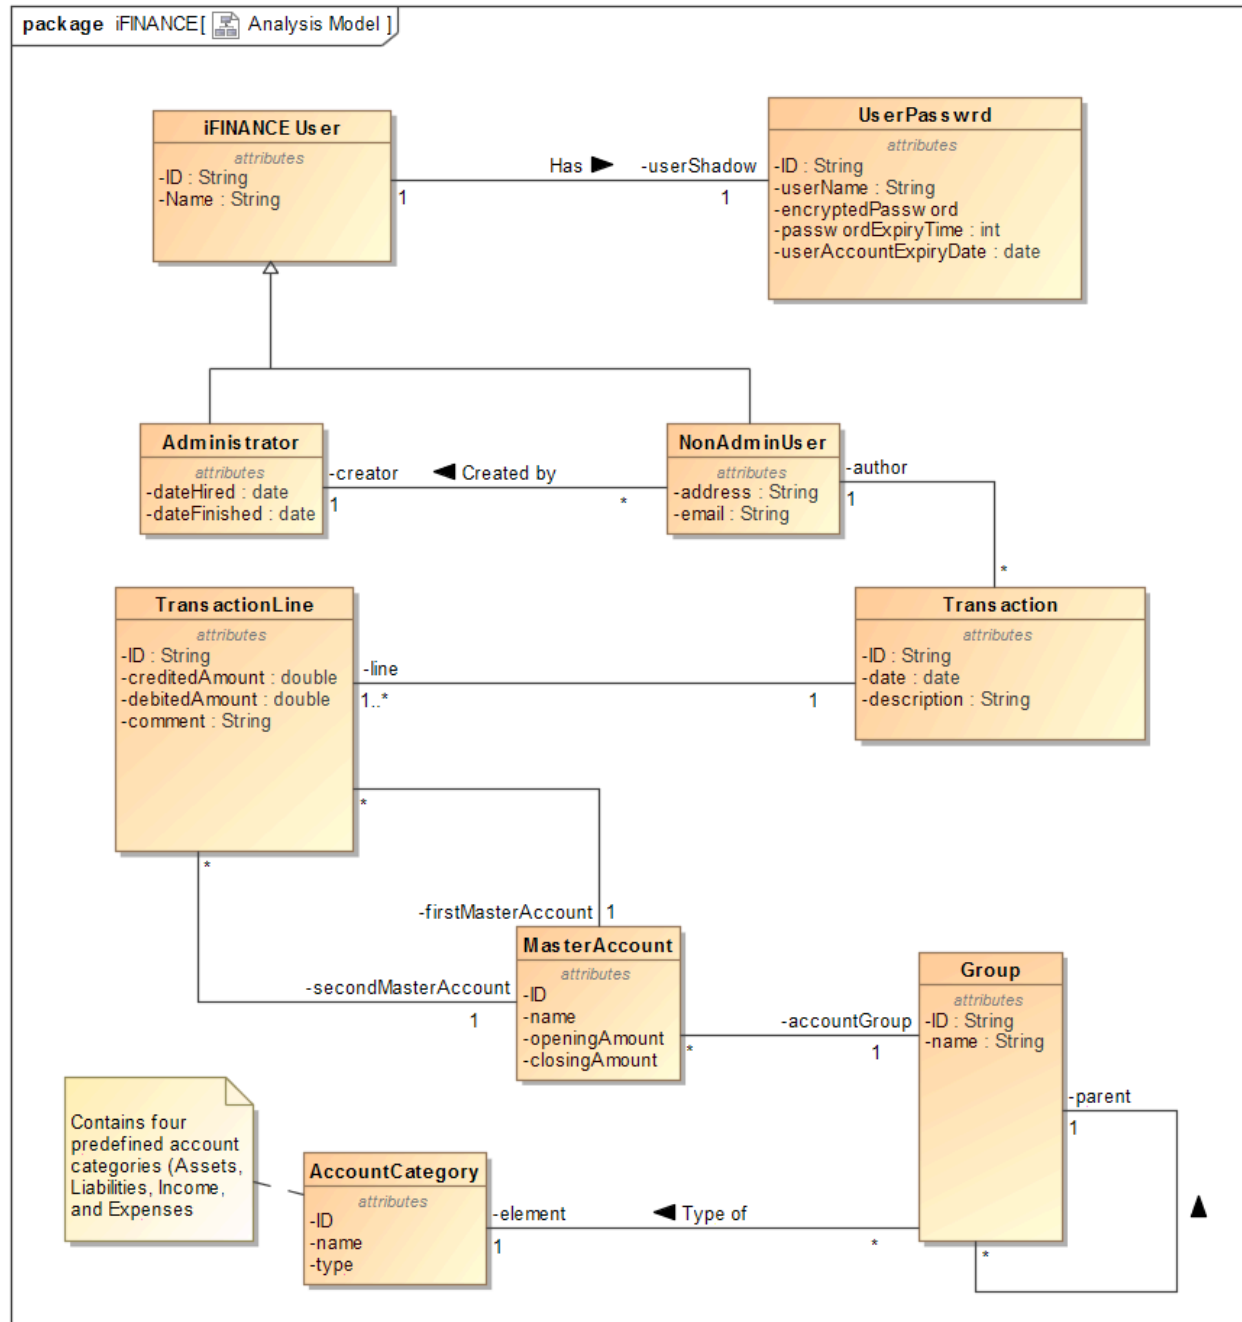 package iFINANCE[ Analysis Model ]
iFINANCE User
attributes
-ID : String
-Name : String
Has
-userShadow
1
1
UserPasswrd
attributes
-ID : String
-userName : String
-encryptedPassword
-passwordExpiryTime : int
-userAccountExpiryDate : date
Administrator
attributes
-dateHired : date
-dateFinished : date
-creator
1
Created by
*
NonAdminUser
attributes
-address : String
-email : String
-author
1
*
TransactionLine
attributes
-ID : String
-creditedAmount : double
-debitedAmount : double
-comment : String
-line
1..*
1
Transaction
attributes
-ID : String
-date : date
-description : String
*
*
-firstMasterAccount
1
-secondMasterAccount
1
MasterAccount
attributes
-ID
-name
-openingAmount
-closingAmount
*
-accountGroup
1
Group
attributes
-ID : String
-name : String
-parent
1
*
Contains four
predefined account
categories (Assets,
Liabilities, Income,
and Expenses
AccountCategory
attributes
-ID
-name
-type
-element
1
Type of
*